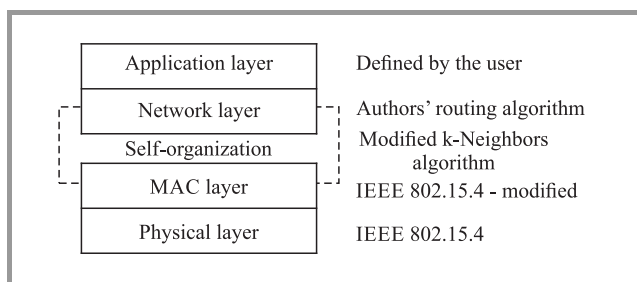 Application layer Defined by the user
Network layer Authors' routing algorithm
Self-organization Modified k-Neighbors
algorithm
MAC layer IEEE 802.15.4 - modified
Physical layer IEEE 802.15.4